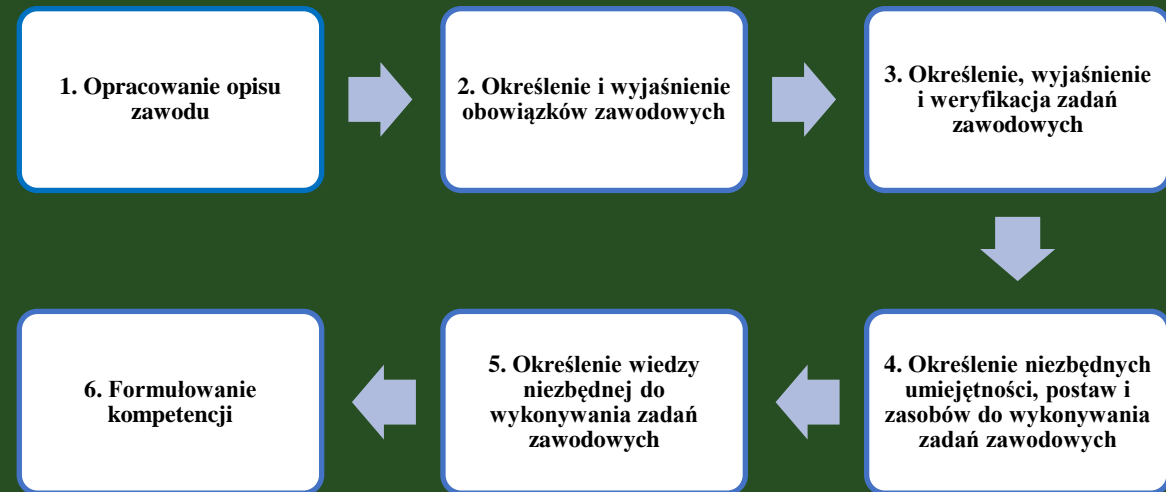 1. Opracowanie opisu
zawodu
2. Określenie i wyjaśnienie
obowiązków zawodowych
3. Określenie, wyjaśnienie
i weryfikacja zadań
zawodowych
4. Określenie niezbędnych
umiejętności, postaw i
zasobów do wykonywania
zadań zawodowych
5. Określenie wiedzy
niezbędnej do
wykonywania zadań
zawodowych
6. Formułowanie
kompetencji